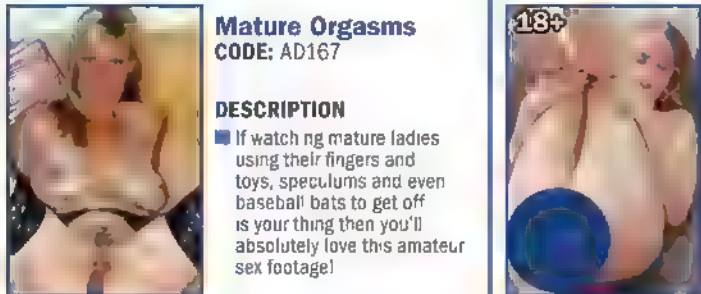 Mature Orgasms
CODE: AD167
DESCRIPTION
If watch ng mature ladies
using their fingers and
toys, speculums and even
baseball bats to get off
is your thing then you'll
absolutely love this amateur
sex footage!
18+